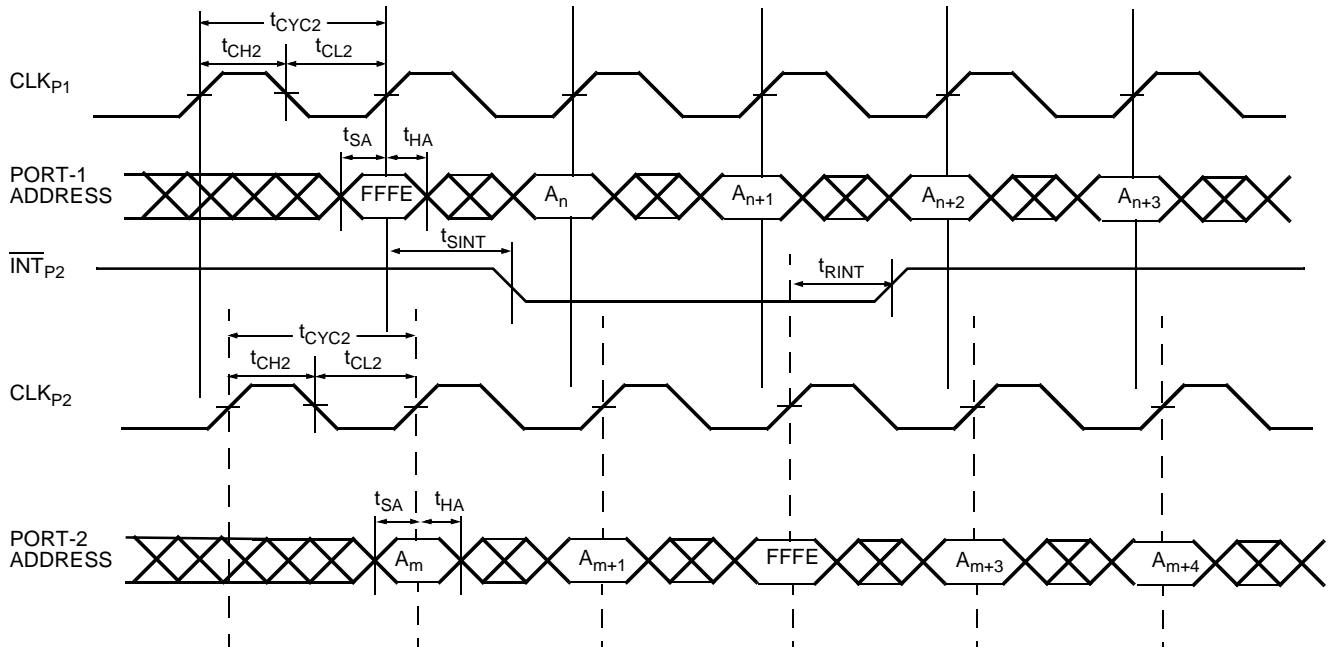 tCYC2
tCH2 tCL2
CLKP1
tSA tHA
PORT-1
ADDRESS
FFFE An An+1 An+2 An+3
tSINT
INTP2
tRINT
tCYC2
tCH2 tCL2
CLKP2
tSA tHA
PORT-2
ADDRESS
Am Am+1 FFFE Am+3 Am+4